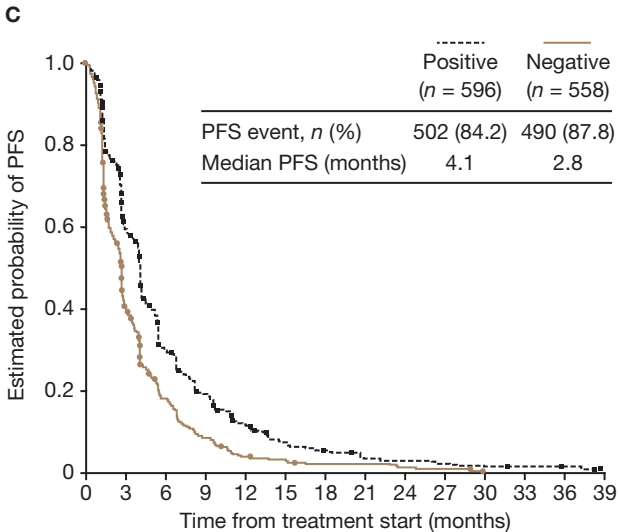 C
Positive Negative
(n = 596) (n = 558)
PFS event, n (%) 502 (84.2) 490 (87.8)
Median PFS (months) 4.1 2.8
Estimated probability of PFS
1.0
0.8
0.6
0.4
0.2
0
0 3 6 9 12 15 18 21 24 27 30 33 36 39
Time from treatment start (months)